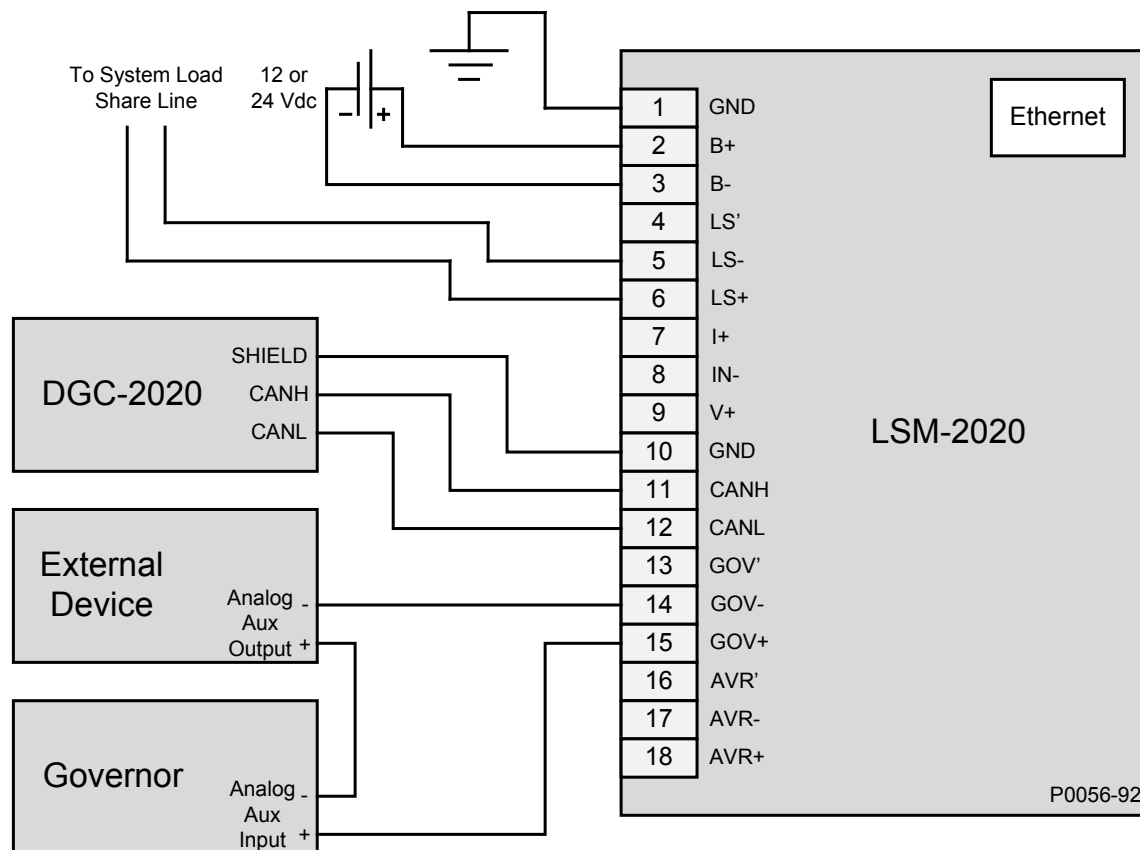 To System Load
Share Line
12 or
24 Vdc
–
+
Ethernet
1 GND
2 B+
3 B-
4 LS’
5 LS-
6 LS+
7 I+
8 IN-
9 V+
10 GND
11 CANH
12 CANL
13 GOV’
14 GOV-
15 GOV+
16 AVR’
17 AVR-
18 AVR+
LSM-2020
P0056-92
DGC-2020
SHIELD
CANH
CANL
External
Device
Analog -
Aux
Output +
Governor
Analog -
Aux
Input +